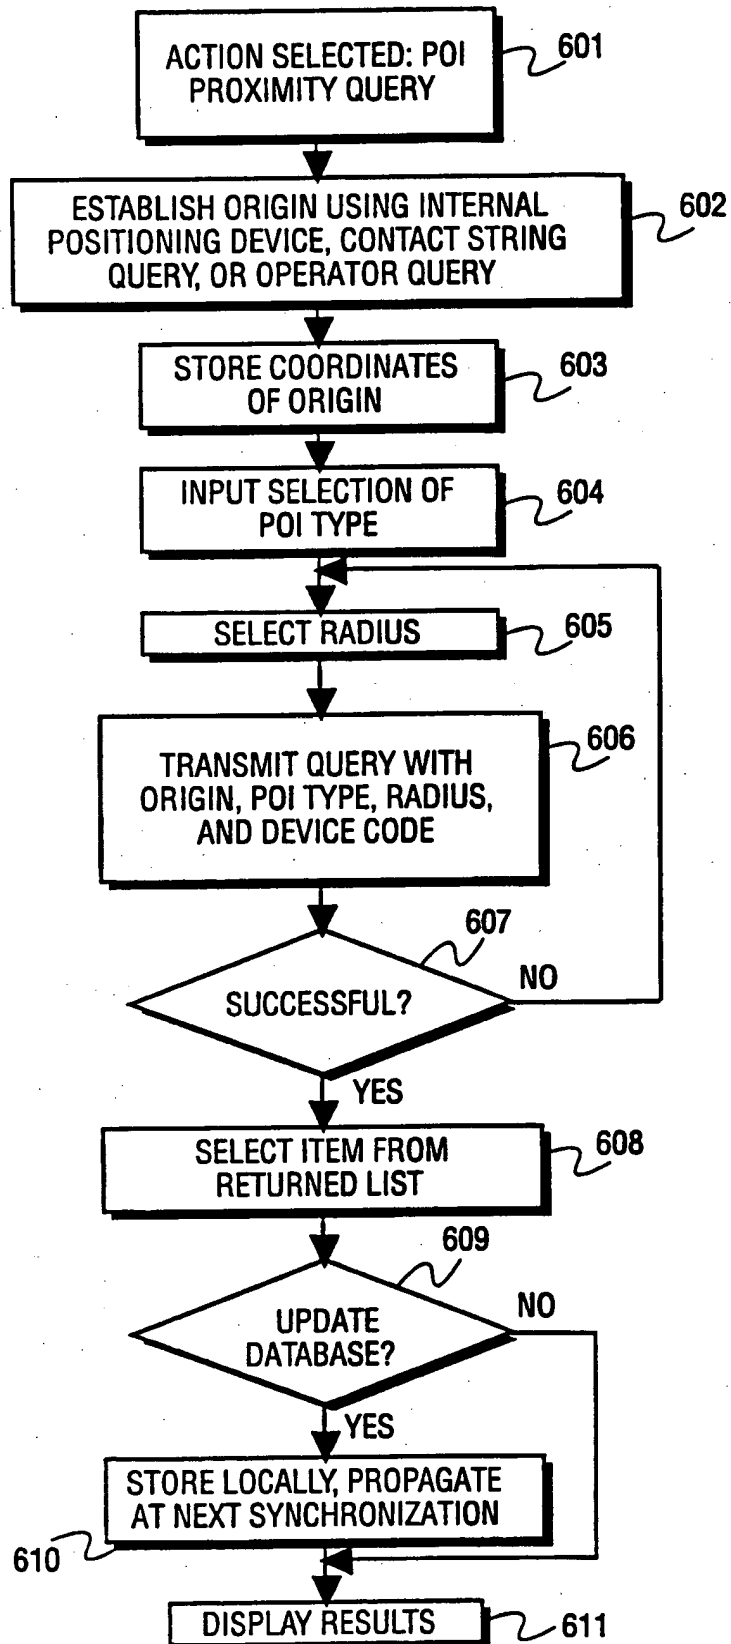 ACTION SELECTED: POI
PROXIMITY QUERY
601
ESTABLISH ORIGIN USING INTERNAL
POSITIONING DEVICE, CONTACT STRING
QUERY, OR OPERATOR QUERY
602
STORE COORDINATES
OF ORIGIN
603
INPUT SELECTION OF
POI TYPE
604
SELECT RADIUS
605
TRANSMIT QUERY WITH
ORIGIN, POI TYPE, RADIUS,
AND DEVICE CODE
606
607
SUCCESSFUL?
NO
YES
SELECT ITEM FROM
RETURNED LIST
608
609
UPDATE
DATABASE?
NO
YES
STORE LOCALLY, PROPAGATE
AT NEXT SYNCHRONIZATION
610
DISPLAY RESULTS
611